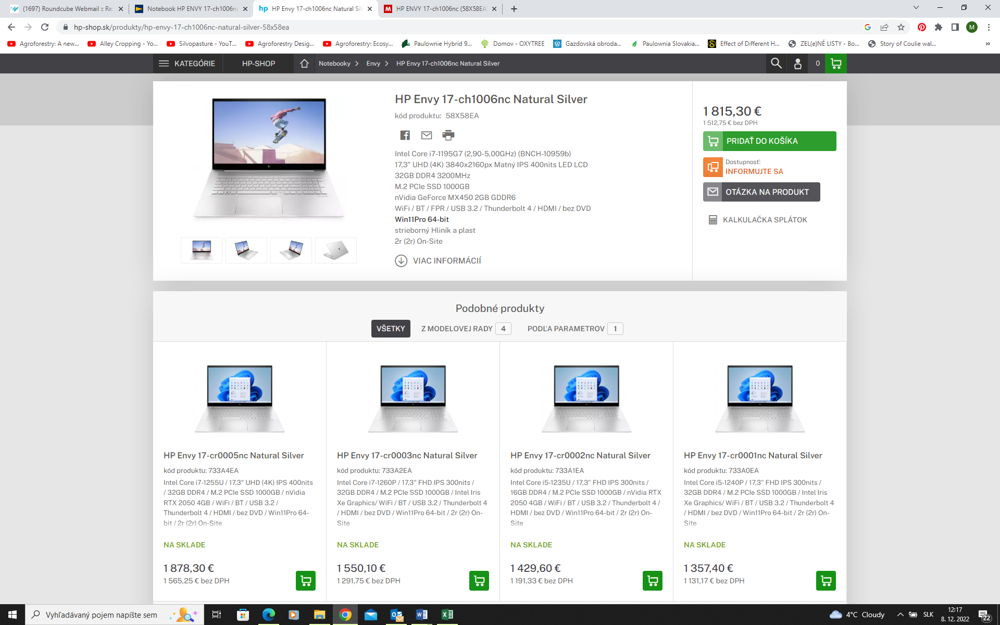 (1697) Roundcube Webmail :: Re:
Notebook HP ENVY 17-ch1006nc
HP Envy 17-ch1006nc Natural Sil
HP ENVY 17-ch1006nc (58X58EA
hp-shop.sk/produkty/hp-envy-17-ch1006nc-natural-silver-58x58ea
M
Agroforestry: A new...
Alley Cropping - Yo...
Silvopasture - YouT...
Agroforestry Desig...
Agroforestry: Ecosy...
Paulownie Hybrid 9...
Domov - OXYTREE
Gazdovská obroda...
Paulownia Slovakia...
Effect of Different H...
ZEL(e)NÉ LISTY - Bo...
Story of Coulie wal...
KATEGÓRIE
HP-SHOP
Notebooky
Envy
HP Envy 17-ch1006nc Natural Silver
0
HP Envy 17-ch1006nc Natural Silver
kód produktu: 58X58EA
Intel Core i7-1195G7 (2,90-5,00GHz) (BNCH-10959b)
17,3" UHD (4K) 3840x2160px Matný IPS 400nits LED LCD
32GB DDR4 3200MHz
M.2 PCIe SSD 1000GB
nVidia GeForce MX450 2GB GDDR6
WiFi / BT / FPR / USB 3.2 / Thunderbolt 4 / HDMI / bez DVD
Win11Pro 64-bit
strieborný Hliník a plast
2r (2r) On-Site
VIAC INFORMÁCIÍ
1 815,30 €
1 512,75 € bez DPH
PRIDAŤ DO KOŠÍKA
Dostupnosť:
INFORMUJTE SA
OTÁZKA NA PRODUKT
KALKULAČKA SPLÁTOK
Podobné produkty
VŠETKY
Z MODELOVEJ RADY 4
PODĽA PARAMETROV 1
HP Envy 17-cr0005nc Natural Silver
kód produktu: 733A4EA
Intel Core i7-1255U / 17,3" UHD (4K) IPS 400nits
/ 32GB DDR4 / M.2 PCIe SSD 1000GB / nVidia
RTX 2050 4GB / WiFi / BT / USB 3.2 /
Thunderbolt 4 / HDMI / bez DVD / Win11Pro 64-
bit / 2r (2r) On-Site
NA SKLADE
1 878,30 €
1 565,25 € bez DPH
HP Envy 17-cr0003nc Natural Silver
kód produktu: 733A2EA
Intel Core i7-1260P / 17,3" FHD IPS 300nits /
32GB DDR4 / M.2 PCIe SSD 1000GB / Intel Iris
Xe Graphics/ WiFi / BT / USB 3.2 / Thunderbolt 4
/ HDMI / bez DVD / Win11Pro 64-bit / 2r (2r) On-
Site
NA SKLADE
1 550,10 €
1 291,75 € bez DPH
HP Envy 17-cr0002nc Natural Silver
kód produktu: 733A1EA
Intel Core i5-1235U / 17,3" FHD IPS 300nits /
16GB DDR4 / M.2 PCIe SSD 1000GB / nVidia RTX
2050 4GB / WiFi / BT / USB 3.2 / Thunderbolt 4 /
HDMI / bez DVD / Win11Pro 64-bit / 2r (2r) On-
Site
NA SKLADE
1 429,60 €
1 191,33 € bez DPH
HP Envy 17-cr0001nc Natural Silver
kód produktu: 733A0EA
Intel Core i5-1240P / 17,3" FHD IPS 300nits /
32GB DDR4 / M.2 PCIe SSD 1000GB / Intel Iris
Xe Graphics/ WiFi / BT / USB 3.2 / Thunderbolt 4
/ HDMI / bez DVD / Win11Pro 64-bit / 2r (2r) On-
Site
NA SKLADE
1 357,40 €
1 131,17 € bez DPH
Vyhľadávaný pojem napíšte sem
4°C Cloudy
SLK
12:17
8. 12. 2022
22